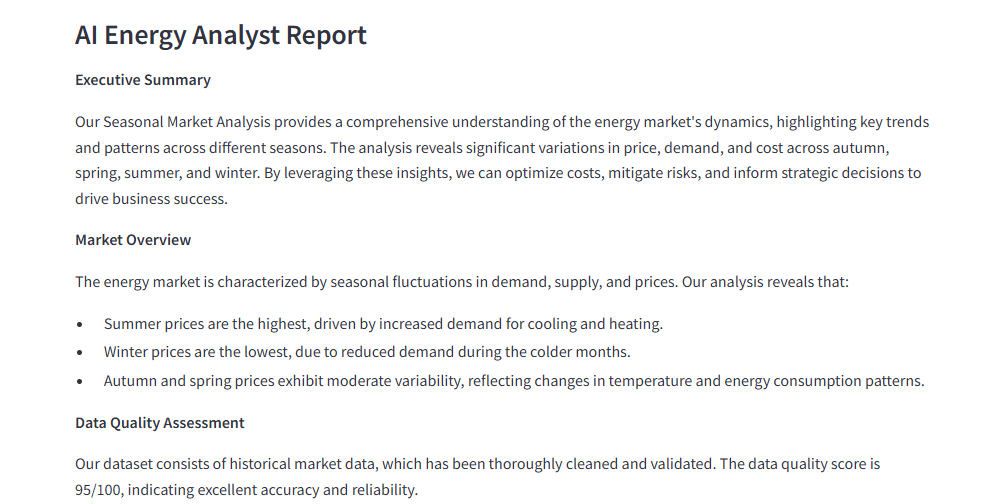 AI Energy Analyst Report
Executive Summary
Our Seasonal Market Analysis provides a comprehensive understanding of the energy market's dynamics, highlighting key trends
and patterns across different seasons. The analysis reveals significant variations in price, demand, and cost across autumn,
spring, summer, and winter. By leveraging these insights, we can optimize costs, mitigate risks, and inform strategic decisions to
drive business success.
Market Overview
The energy market is characterized by seasonal fluctuations in demand, supply, and prices. Our analysis reveals that:
• Summer prices are the highest, driven by increased demand for cooling and heating.
• Winter prices are the lowest, due to reduced demand during the colder months.
• Autumn and spring prices exhibit moderate variability, reflecting changes in temperature and energy consumption patterns.
Data Quality Assessment
Our dataset consists of historical market data, which has been thoroughly cleaned and validated. The data quality score is
95/100, indicating excellent accuracy and reliability.